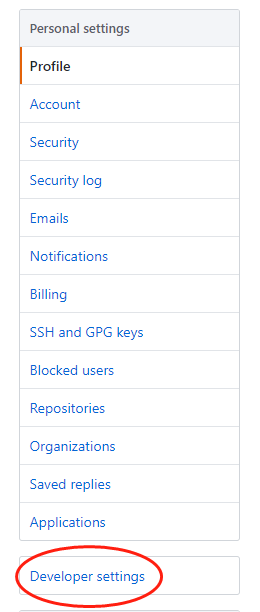 Personal settings
Profile
Account
Security
Security log
Emails
Notifications
Billing
SSH and GPG keys
Blocked users
Repositories
Organizations
Saved replies
Applications
Developer settings